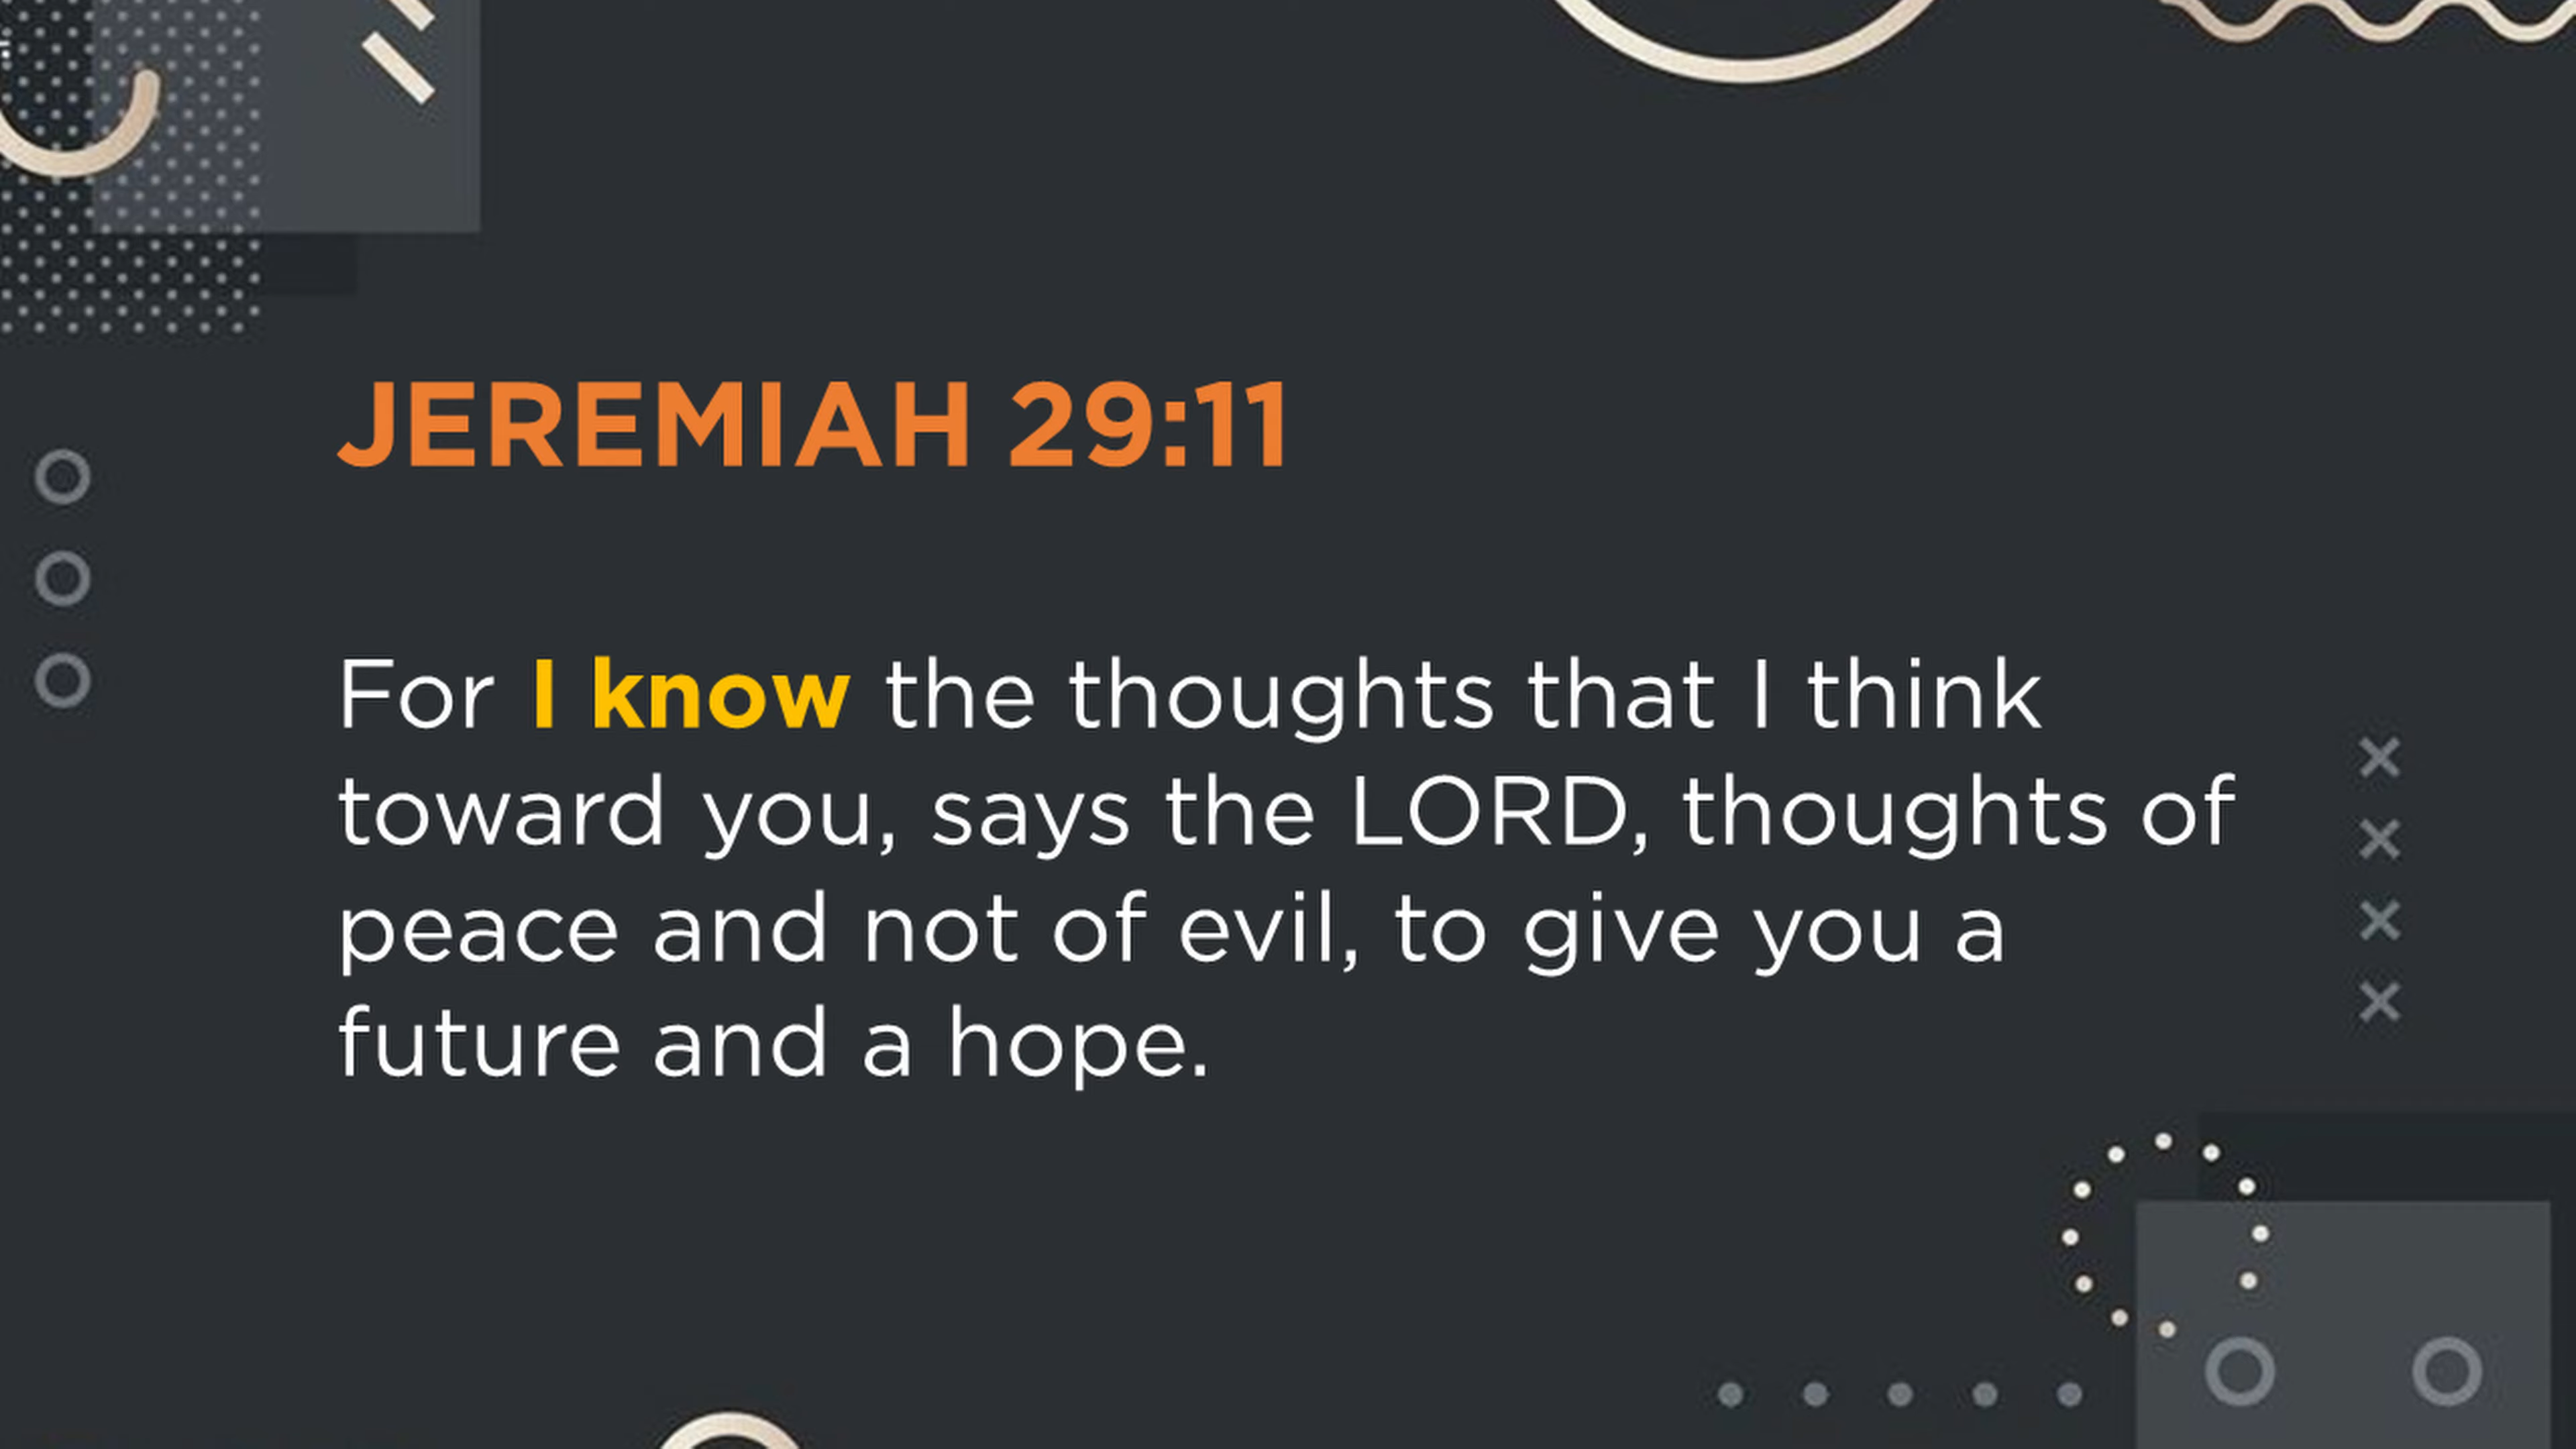 JEREMIAH 29:11
For I know the thoughts that I think
toward you, says the LORD, thoughts of
peace and not of evil, to give you a
future and a hope.